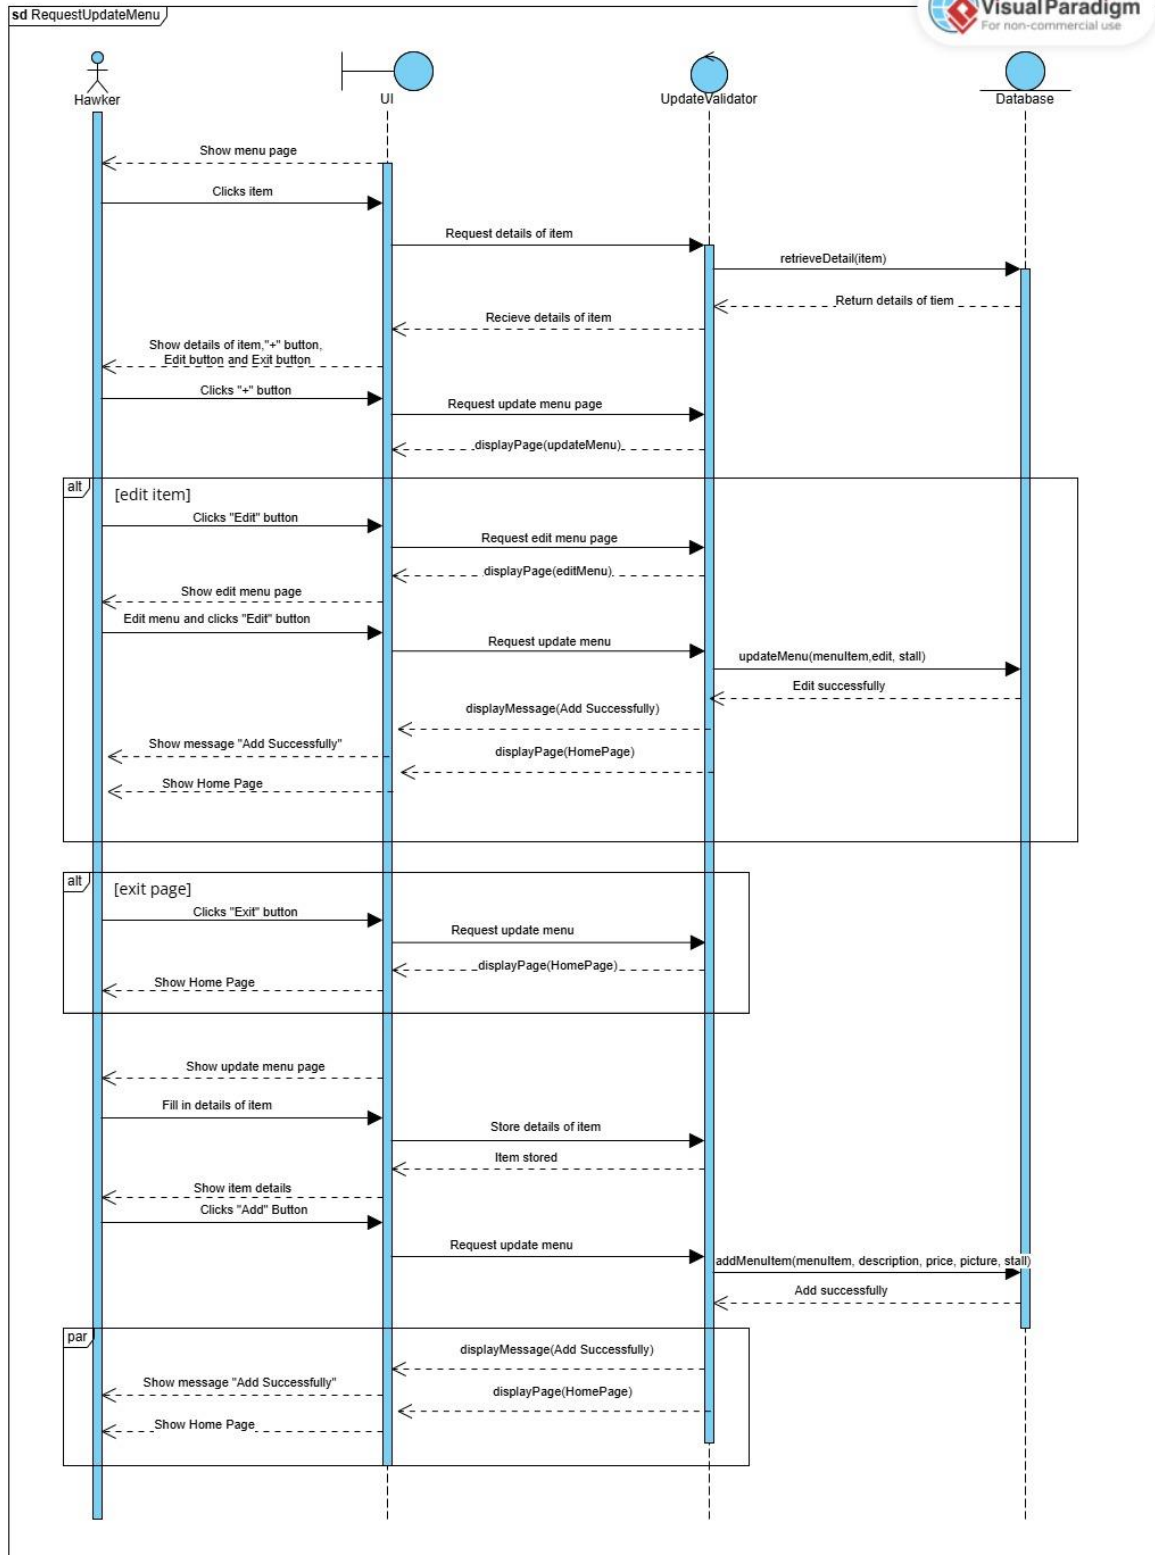 sd RequestUpdateMenu
Visual Paradigm
For non-commercial use
Hawker
UI
UpdateValidator
Database
Show menu page
Clicks item
Request details of item
retrieveDetail(item)
Return details of tiem
Recieve details of item
Show details of item,"+" button,
Edit button and Exit button
Clicks "+" button
Request update menu page
displayPage(updateMenu)
alt
[edit item]
Clicks "Edit" button
Request edit menu page
displayPage(editMenu)
Show edit menu page
Edit menu and clicks "Edit" button
Request update menu
updateMenu(menuItem,edit, stall)
Edit successfully
displayMessage(Add Successfully)
Show message "Add Successfully"
displayPage(HomePage)
Show Home Page
alt
[exit page]
Clicks "Exit" button
Request update menu
displayPage(HomePage)
Show Home Page
Show update menu page
Fill in details of item
Store details of item
Item stored
Show item details
Clicks "Add" Button
Request update menu
addMenuItem(menuItem, description, price, picture, stall)
Add successfully
par
displayMessage(Add Successfully)
Show message "Add Successfully"
displayPage(HomePage)
Show Home Page